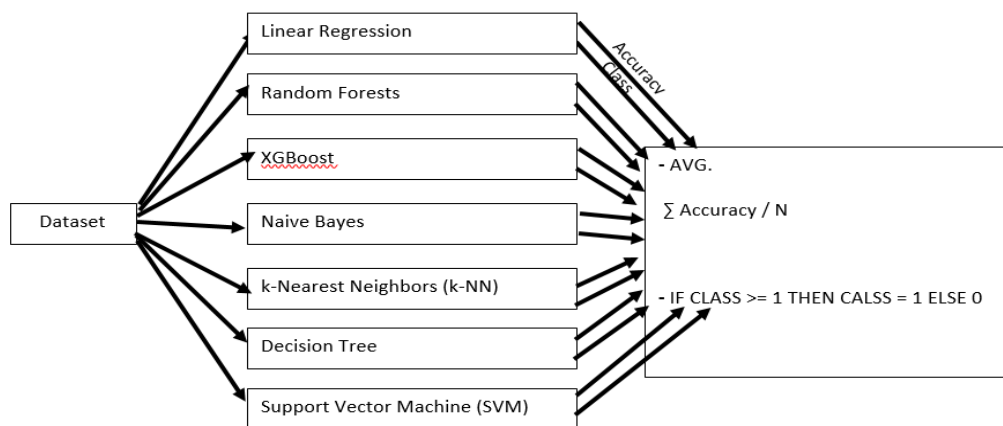 Linear Regression
Random Forests
XGBoost
Dataset
Naive Bayes
k-Nearest Neighbors (k-NN)
Decision Tree
Support Vector Machine (SVM)
Accuracy
Class
- AVG.
∑ Accuracy / N
- IF CLASS >= 1 THEN CALSS = 1 ELSE 0